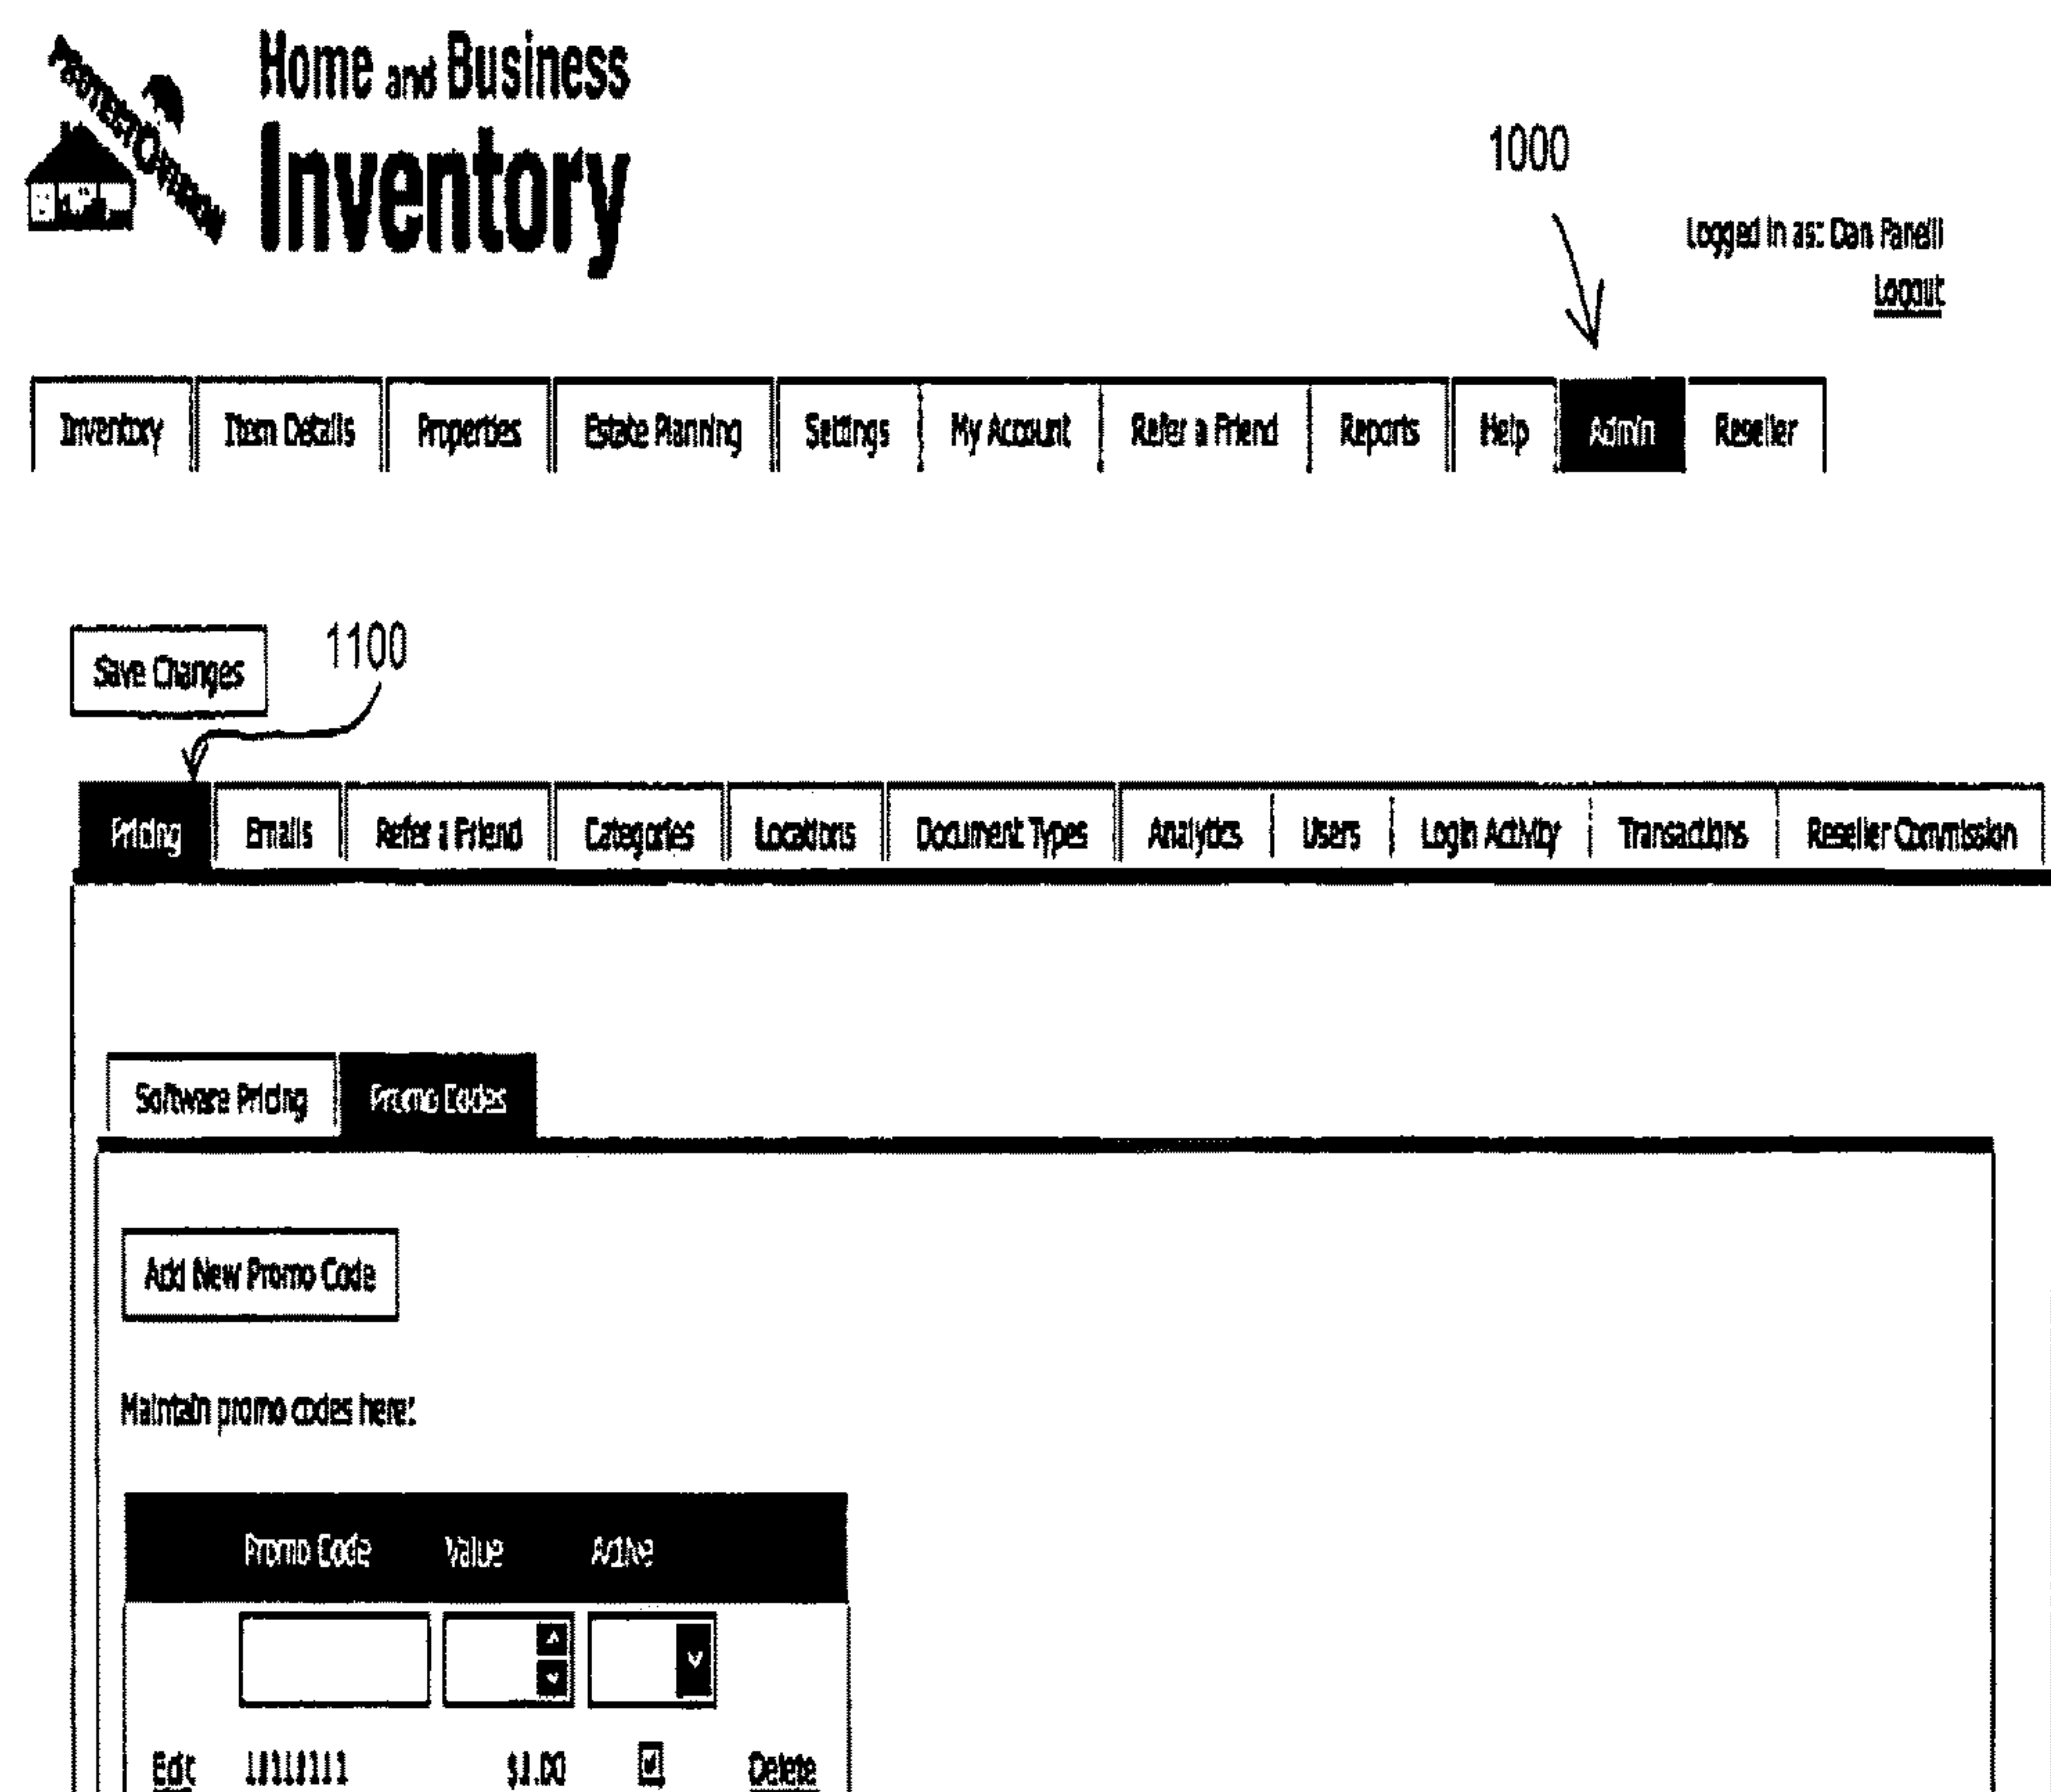 Home and Business
Inventory
1000
Logged in as: Dan Panelli
Logout
Inventory Item Details Properties Estate Planning Settings My Account Refer a Friend Reports Help Admin Reseller
Save Changes
1100
Pricing Emails Refer a Friend Categories Locations Document Types Analytics Users Login Activity Transactions Reseller Commission
Software Pricing Promo Codes
Add New Promo Code
Maintain promo codes here:
Promo Code Value Active
Edit $1.00 Delete